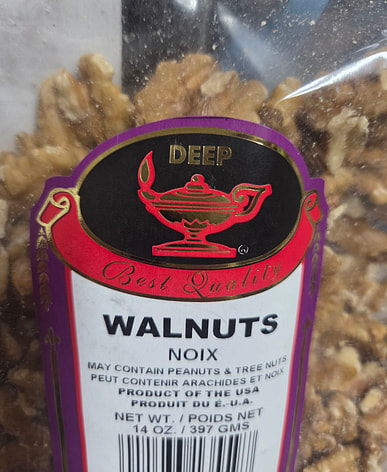 DEEP
Best Quality
WALNUTS
NOIX
MAY CONTAIN PEANUTS & TREE NUTS
PEUT CONTENIR ARACHIDES ET NOIX
PRODUCT OF THE USA
PRODUIT DU É.-U.A.
NET WT. / POIDS NET
14 OZ. / 397 GMS